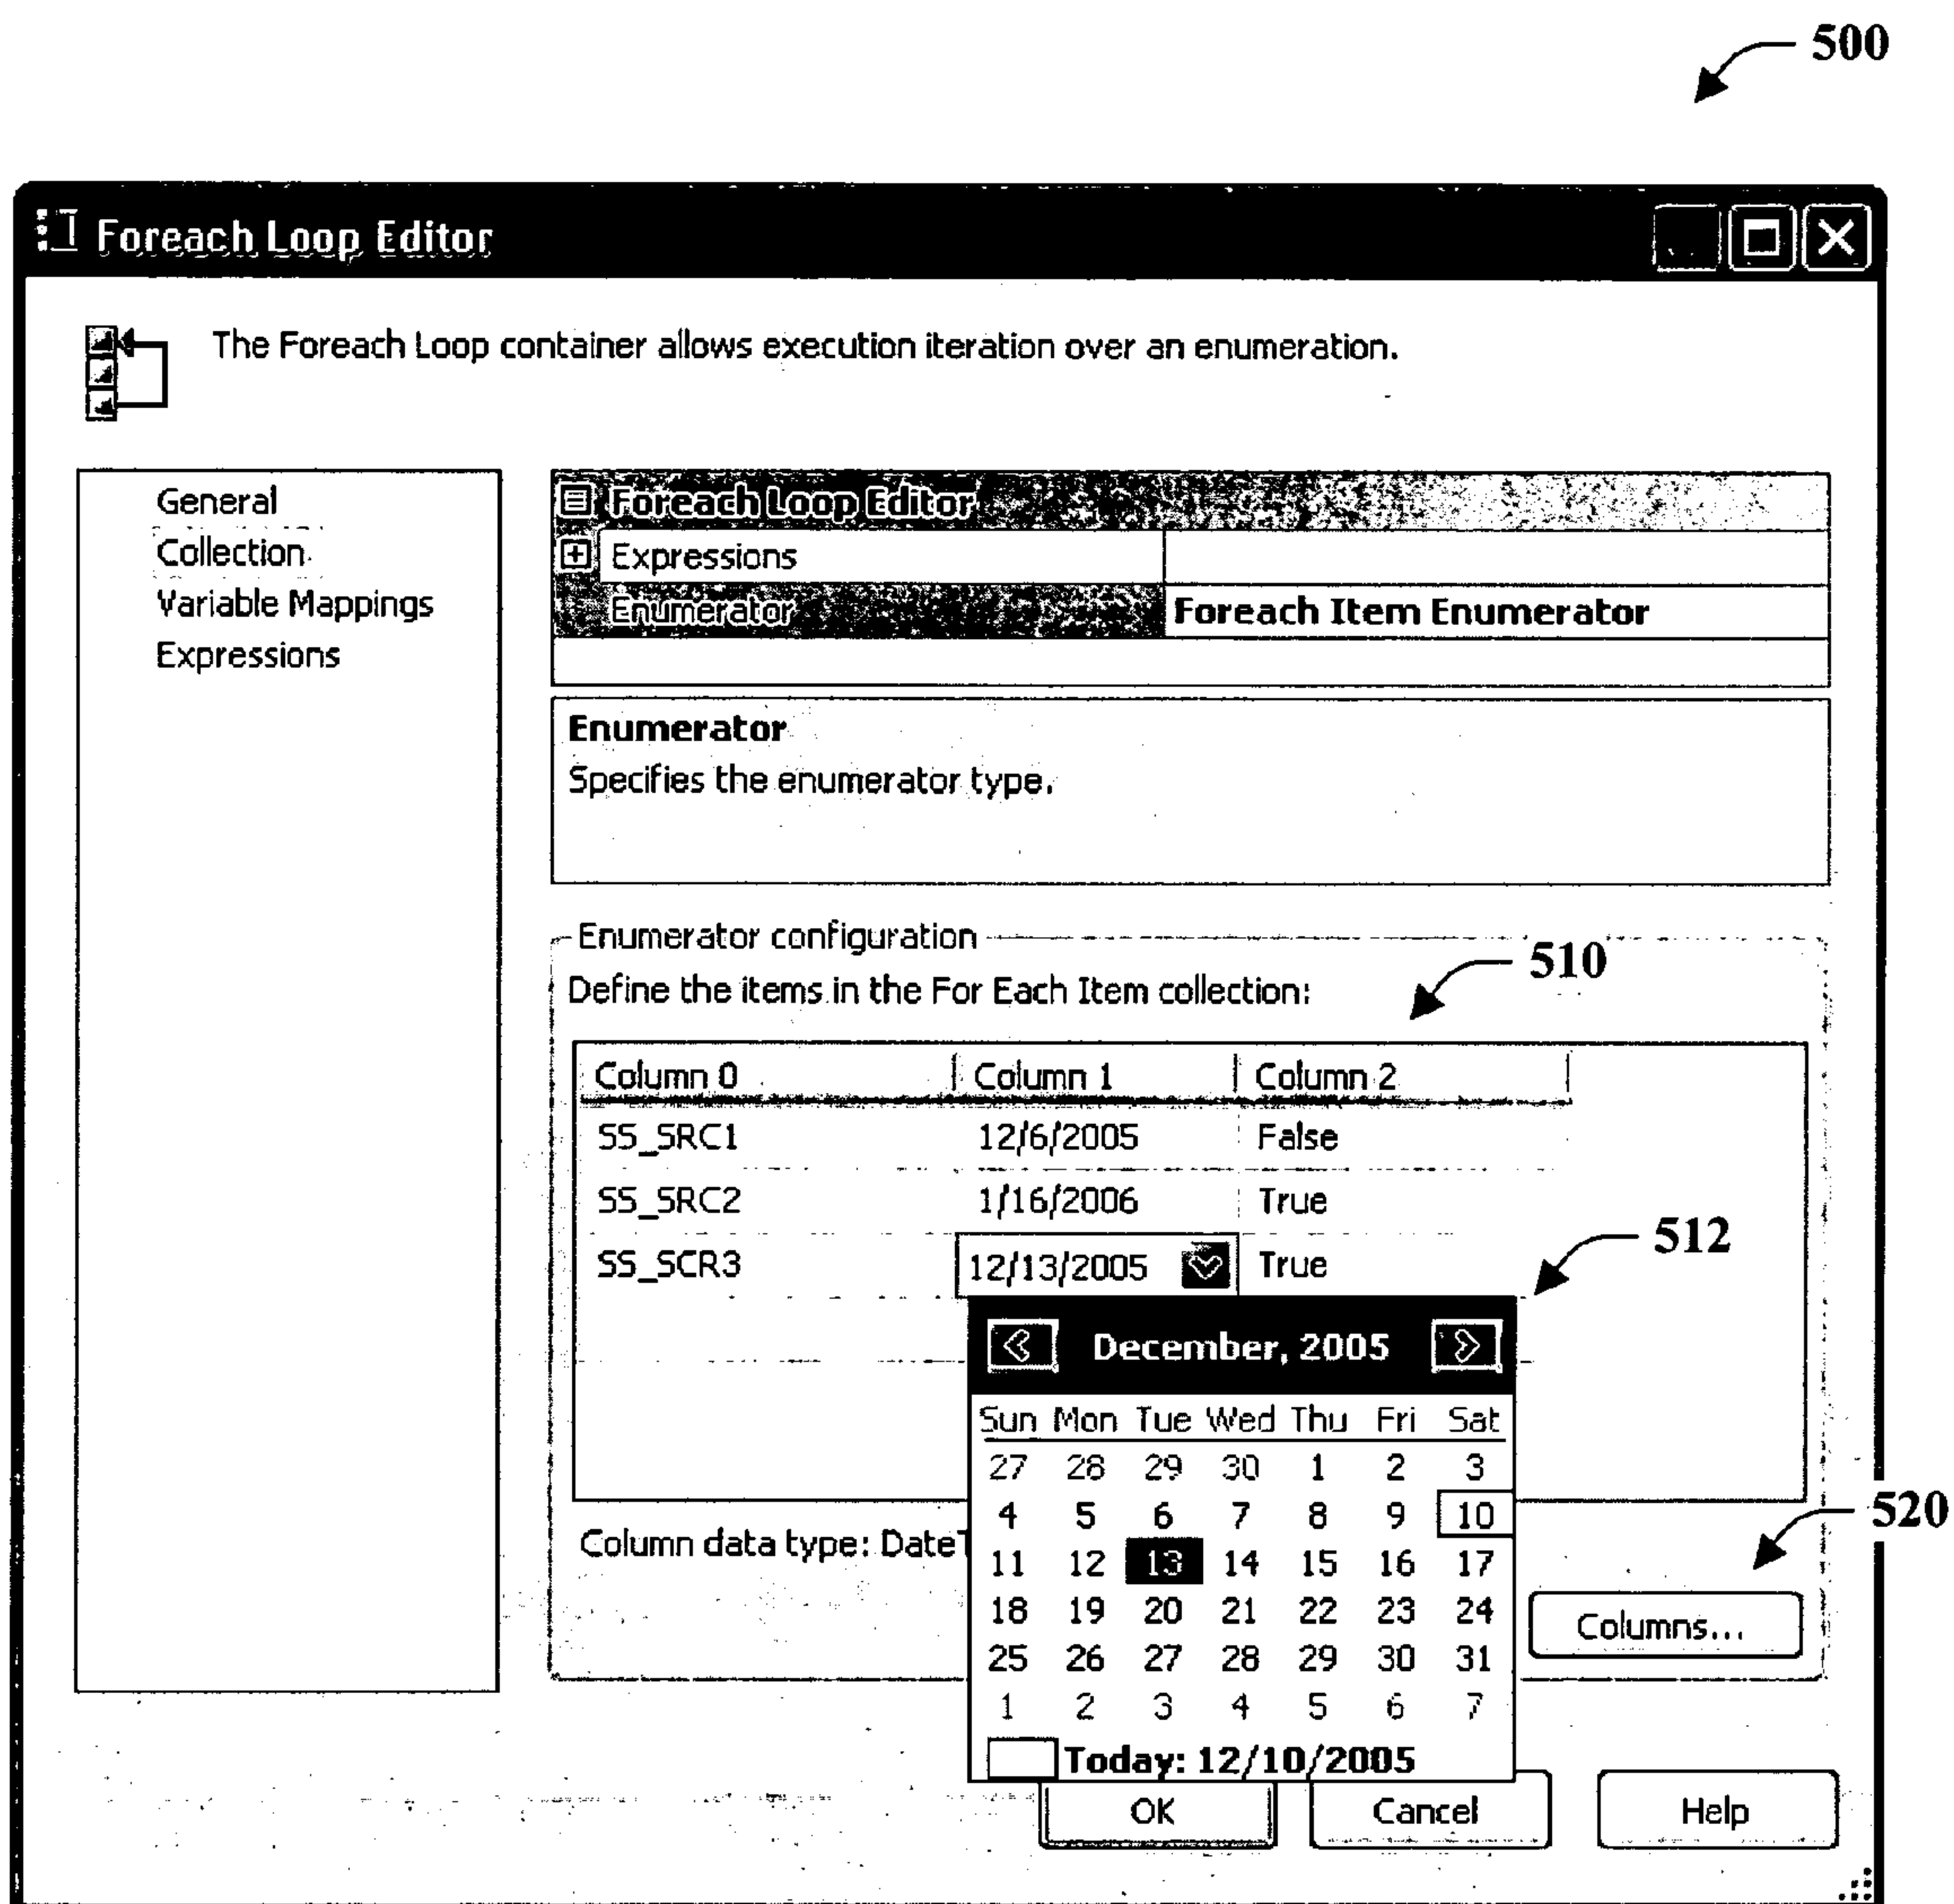 500
Foreach Loop Editor
The Foreach Loop container allows execution iteration over an enumeration.
General
Collection
Variable Mappings
Expressions
Foreach Loop Editor
Expressions
Enumerator Foreach Item Enumerator
Enumerator
Specifies the enumerator type.
Enumerator configuration
510
Define the items in the For Each Item collection:
Column 0 Column 1 Column 2
SS_SRC1 12/6/2005 False
SS_SRC2 1/16/2006 True
SS_SCR3 12/13/2005 True
512
December, 2005
Sun Mon Tue Wed Thu Fri Sat
27 28 29 30 1 2 3
4 5 6 7 8 9 10
11 12 13 14 15 16 17
18 19 20 21 22 23 24
25 26 27 28 29 30 31
1 2 3 4 5 6 7
Today: 12/10/2005
Column data type: DateT
520
Columns...
OK Cancel Help